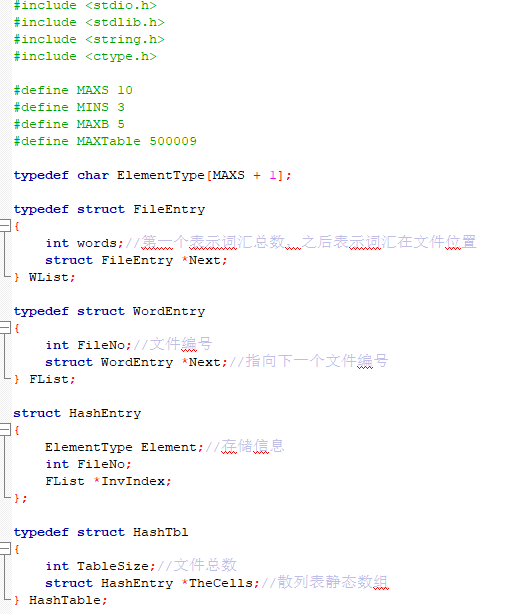 #include <stdio.h>
#include <stdlib.h>
#include <string.h>
#include <ctype.h>
#define MAXS 10
#define MINS 3
#define MAXB 5
#define MAXTable 500009
typedef char ElementType[MAXS + 1];
typedef struct FileEntry
{
int words;//第一个表示词汇总数，之后表示词汇在文件位置
struct FileEntry *Next;
} WList;
typedef struct WordEntry
{
int FileNo;//文件编号
struct WordEntry *Next;//指向下一个文件编号
} FList;
struct HashEntry
{
ElementType Element;//存储信息
int FileNo;
FList *InvIndex;
};
typedef struct HashTbl
{
int TableSize;//文件总数
struct HashEntry *TheCells;//散列表静态数组
} HashTable;